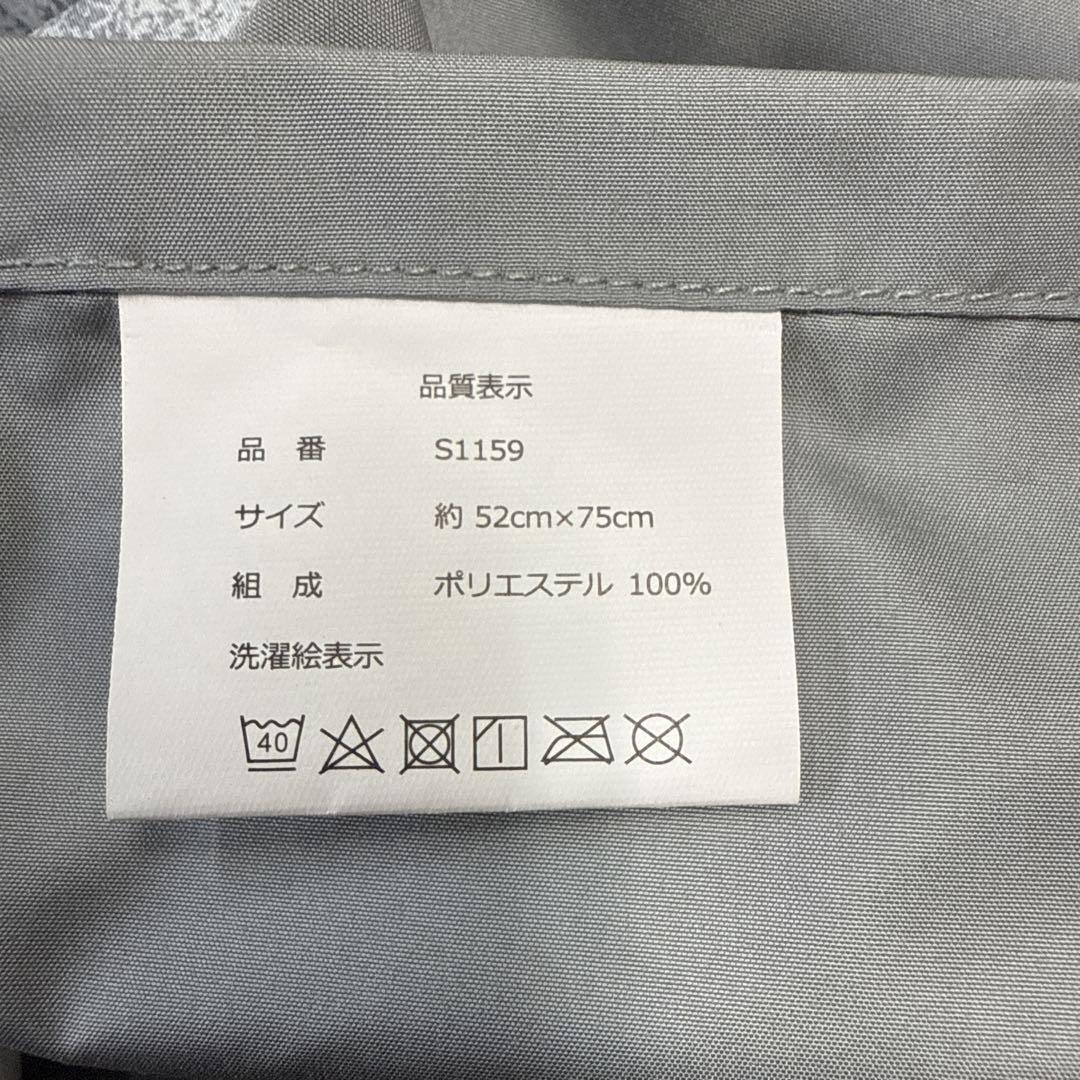 品質表示
品 番 S1159
サイズ 約 52cm×75cm
組 成 ポリエステル 100%
洗濯絵表示
40